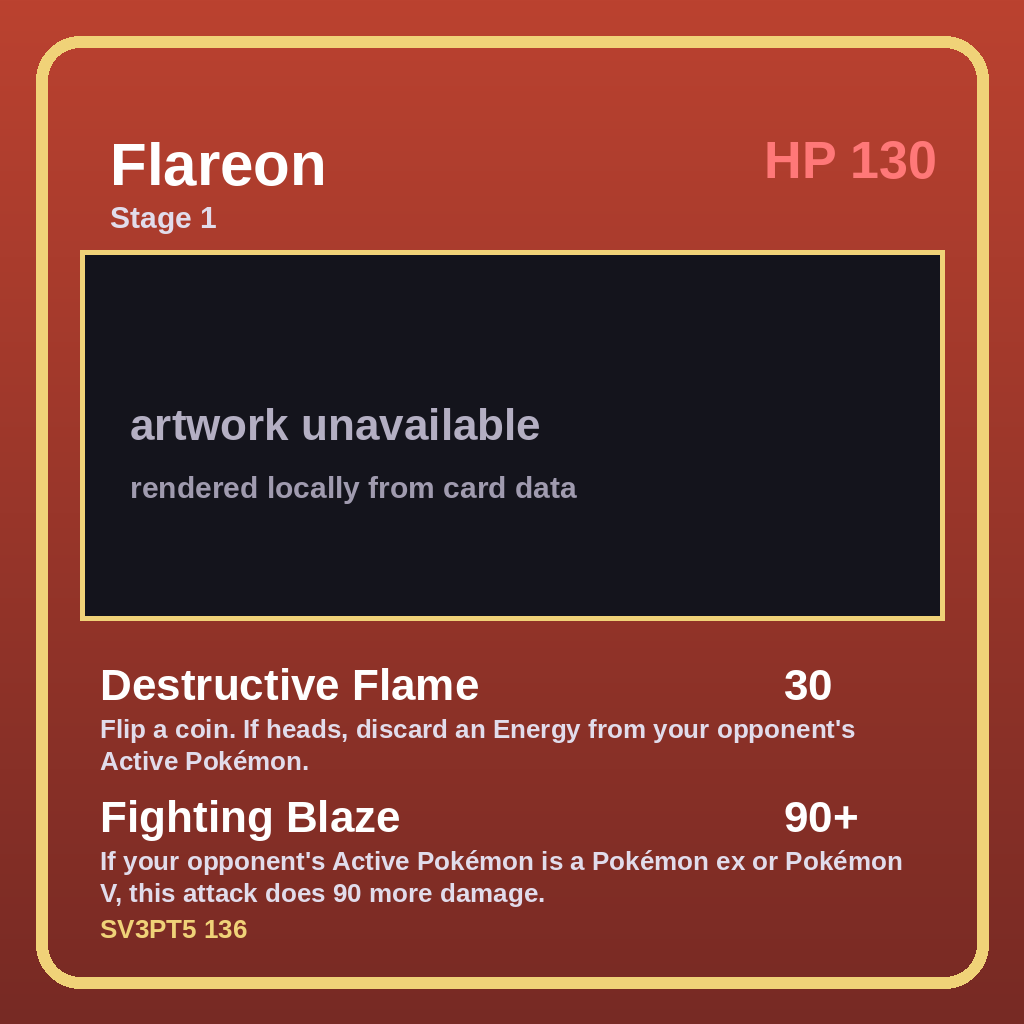 Flareon
HP 130
Stage 1
artwork unavailable
rendered locally from card data
Destructive Flame 30
Flip a coin. If heads, discard an Energy from your opponent's
Active Pokémon.
Fighting Blaze 90+
If your opponent's Active Pokémon is a Pokémon ex or Pokémon
V, this attack does 90 more damage.
SV3PT5 136